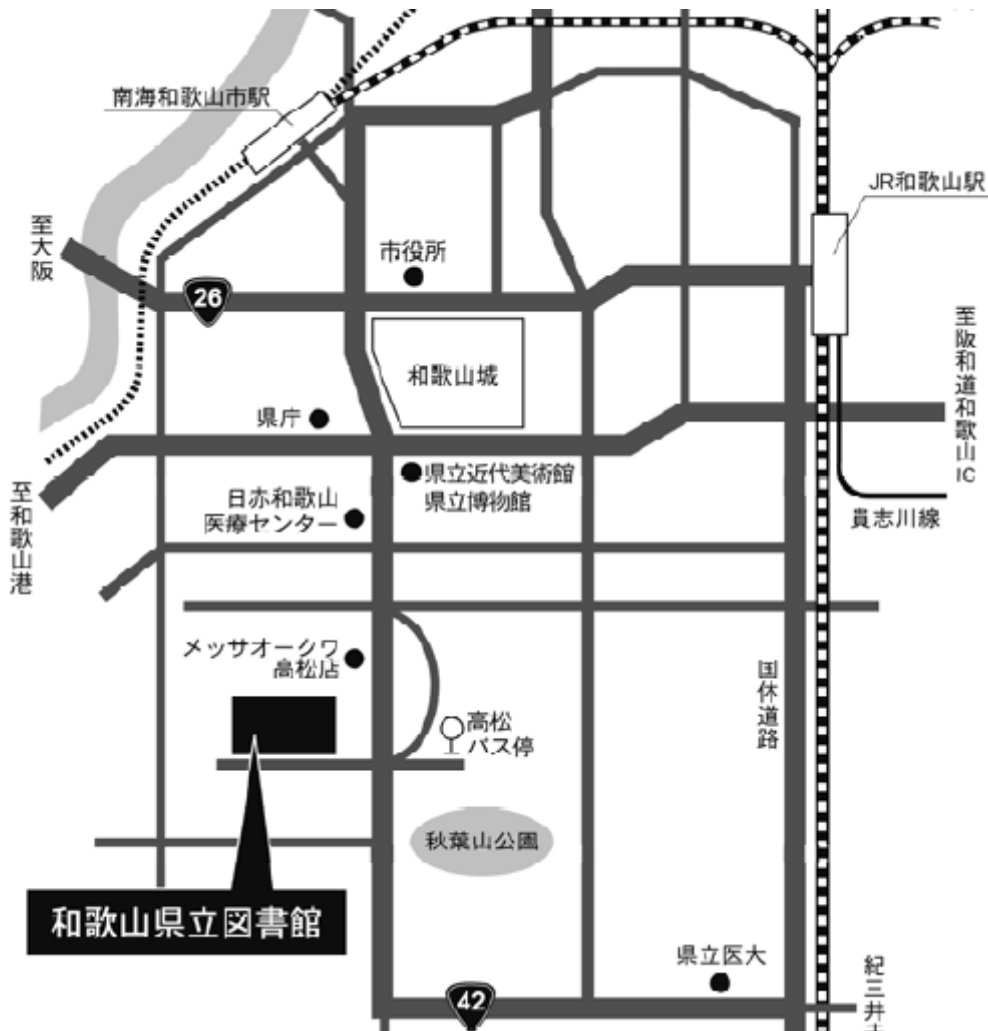 南海和歌山市駅
JR和歌山駅
至大阪
市役所
26
和歌山城
至阪和道和歌山IC
県庁
県立近代美術館
県立博物館
日赤和歌山
医療センター
至和歌山港
貴志川線
メッサオークワ
高松店
国体道路
高松
バス停
秋葉山公園
和歌山県立図書館
県立医大
42
紀三井